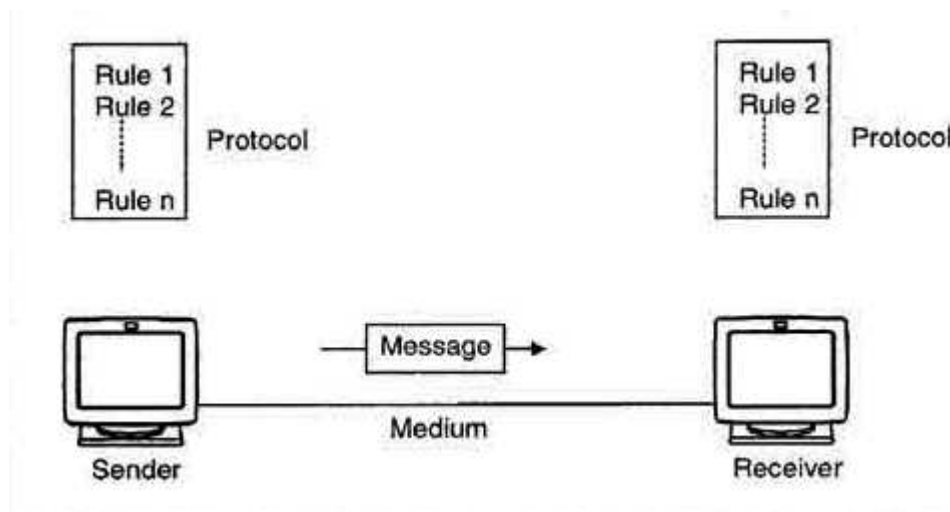 Rule 1
Rule 2
Rule n
Protocol
Rule 1
Rule 2
Rule n
Protocol
Message
Medium
Sender
Receiver